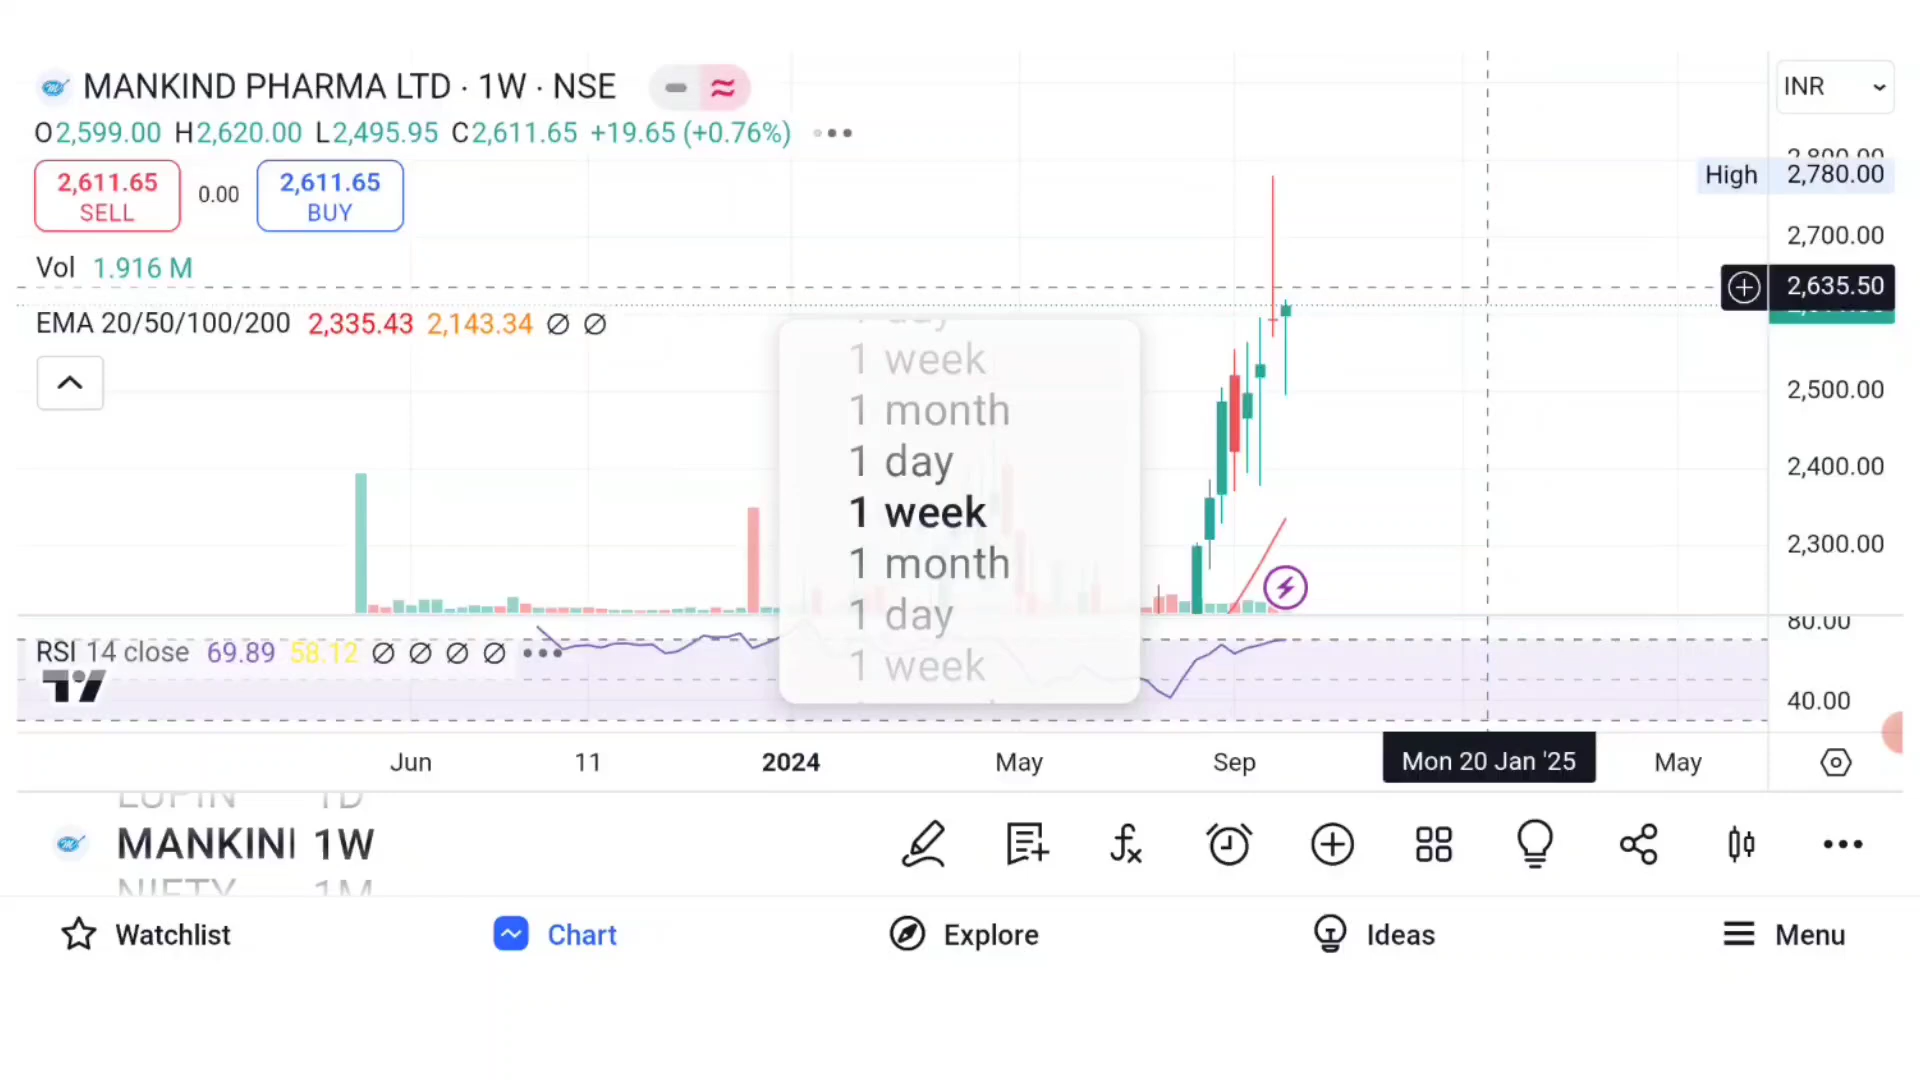 MANKIND PHARMA LTD · 1W · NSE
INR
O2,599.00 H2,620.00 L2,495.95 C2,611.65 +19.65 (+0.76%)
2,800.00
High 2,780.00
2,611.65
SELL
0.00
2,611.65
BUY
2,700.00
Vol 1.916 M
2,635.50
EMA 20/50/100/200 2,335.43 2,143.34 ∅ ∅
1 day
1 week
1 month
1 day
1 week
1 month
1 day
1 week
2,500.00
2,400.00
2,300.00
80.00
RSI 14 close 69.89 58.12 ∅ ∅ ∅ ∅
40.00
Jun 11 2024 May Sep Mon 20 Jan '25 May
LUPIN 1D
MANKINI 1W
NIFTY 1M
Watchlist Chart Explore Ideas Menu